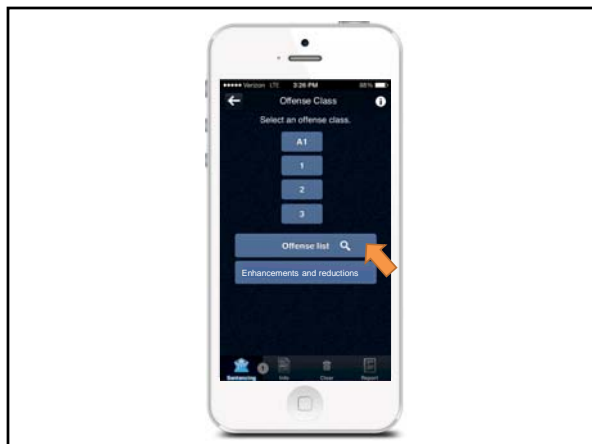 Verizon LTE 3:26 PM 85%
Offense Class
Select an offense class.
A1
1
2
3
Offense list
Enhancements and reductions
Sentencing Info Clear Report